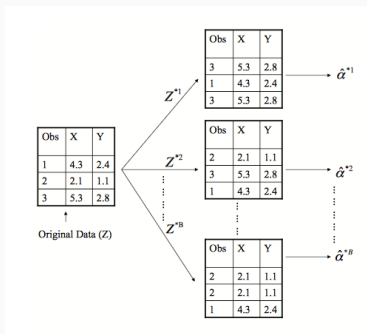 Obs X Y
3 5.3 2.8
1 4.3 2.4
3 5.3 2.8
α̂*1
Z*1
Obs X Y
1 4.3 2.4
2 2.1 1.1
3 5.3 2.8
Original Data (Z)
Z*2
Obs X Y
2 2.1 1.1
3 5.3 2.8
1 4.3 2.4
α̂*2
Z*B
Obs X Y
2 2.1 1.1
2 2.1 1.1
1 4.3 2.4
α̂*B